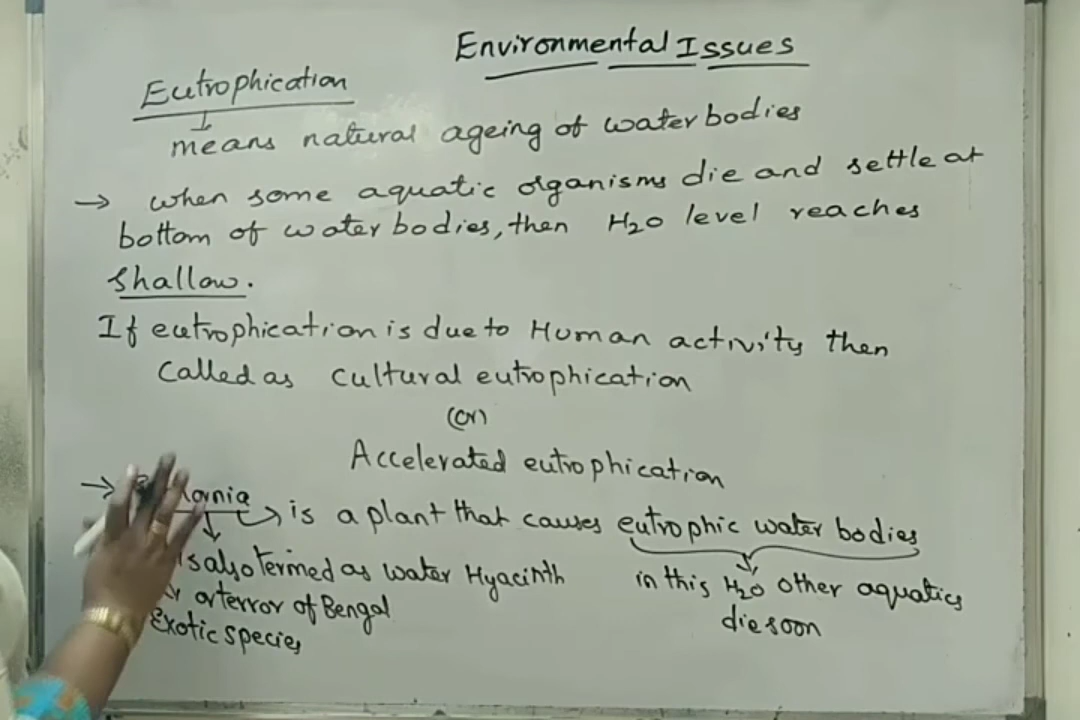 Environmental Issues
Eutrophication
means natural ageing of water bodies
→ when some aquatic organisms die and settle at
bottom of water bodies, then H₂O level reaches
shallow.
If eutrophication is due to Human activity then
called as cultural eutrophication
(or)
Accelerated eutrophication
→ is a plant that causes eutrophic water bodies
is also termed as water Hyacinth
or terror of Bengal
Exotic species
in this H₂O other aquatics
die soon